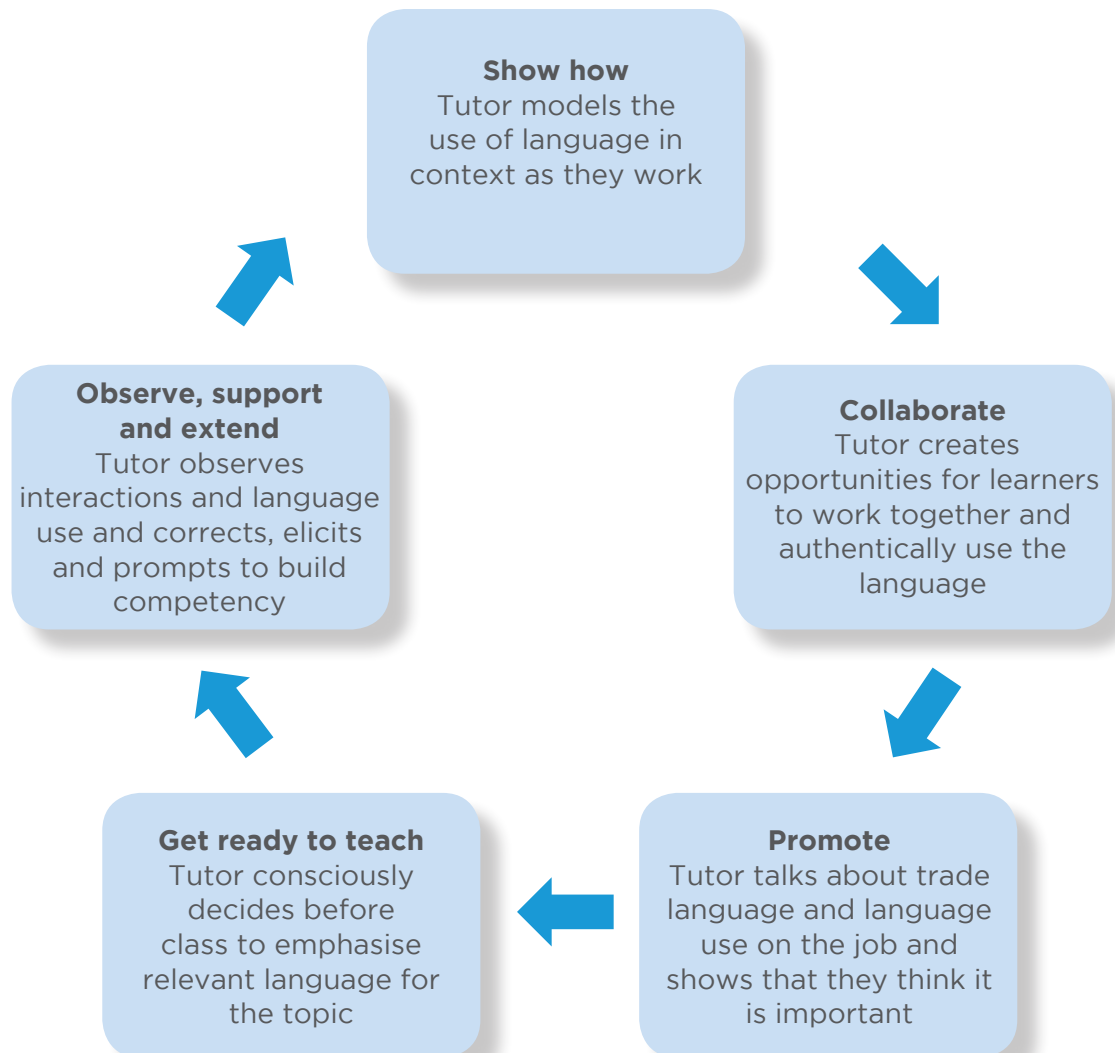 Show how
Tutor models the
use of language in
context as they work
Collaborate
Tutor creates
opportunities for learners
to work together and
authentically use the
language
Promote
Tutor talks about trade
language and language
use on the job and
shows that they think it
is important
Get ready to teach
Tutor consciously
decides before
class to emphasise
relevant language for
the topic
Observe, support
and extend
Tutor observes
interactions and language
use and corrects, elicits
and prompts to build
competency